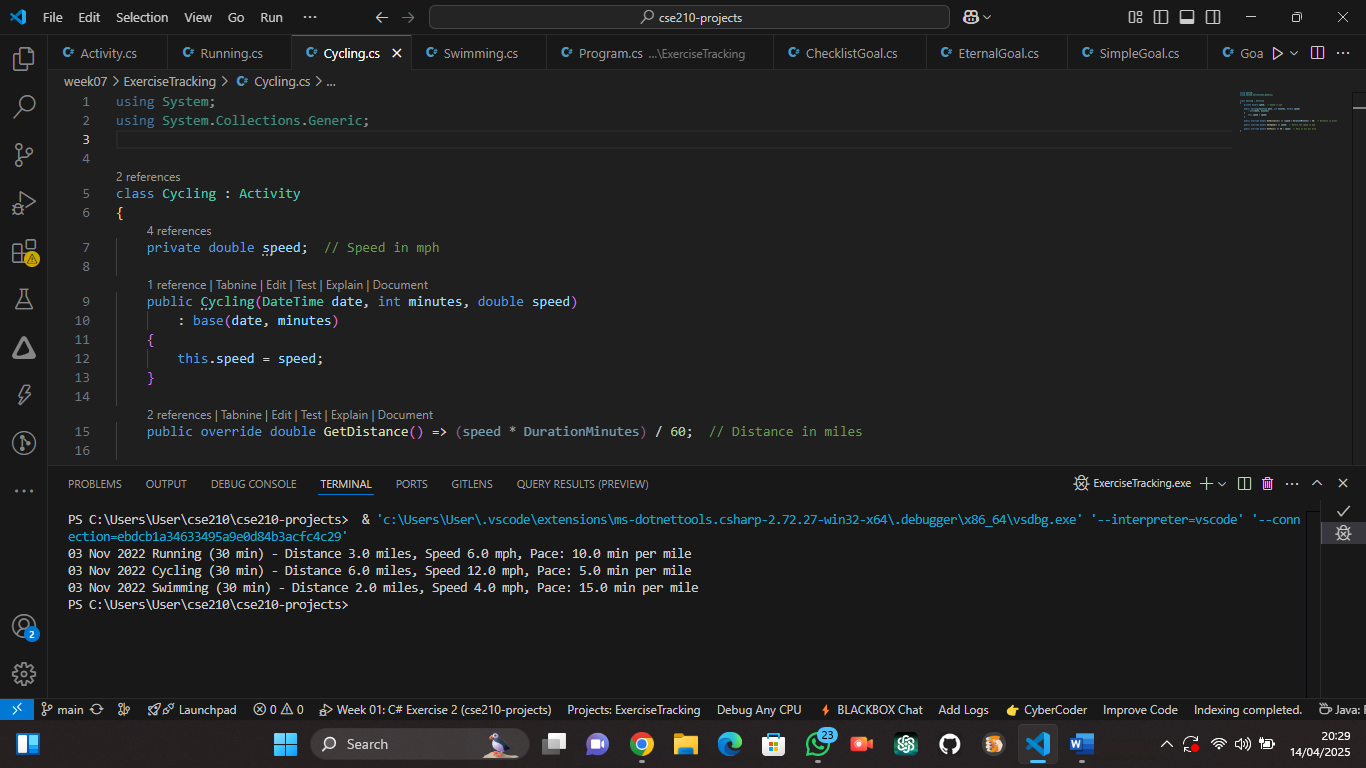 File Edit Selection View Go Run ···
cse210-projects
Activity.cs Running.cs Cycling.cs Swimming.cs Program.cs ...\ExerciseTracking ChecklistGoal.cs EternalGoal.cs SimpleGoal.cs Goa
week07 > ExerciseTracking > Cycling.cs > ...
1 using System;
2 using System.Collections.Generic;
3
4
2 references
5 class Cycling : Activity
6 {
4 references
7 private double speed; // Speed in mph
8
1 reference | Tabnine | Edit | Test | Explain | Document
9 public Cycling(DateTime date, int minutes, double speed)
10 : base(date, minutes)
11 {
12 this.speed = speed;
13 }
14
2 references | Tabnine | Edit | Test | Explain | Document
15 public override double GetDistance() => (speed * DurationMinutes) / 60; // Distance in miles
16
PROBLEMS OUTPUT DEBUG CONSOLE TERMINAL PORTS GITLENS QUERY RESULTS (PREVIEW) ExerciseTracking.exe
PS C:\Users\User\cse210\cse210-projects> & 'c:\Users\User\.vscode\extensions\ms-dotnettools.csharp-2.72.27-win32-x64\.debugger\x86_64\vsdbg.exe' '--interpreter=vscode' '--conn
ection=ebdcb1a34633495a9e0d84b3acfc4c29'
03 Nov 2022 Running (30 min) - Distance 3.0 miles, Speed 6.0 mph, Pace: 10.0 min per mile
03 Nov 2022 Cycling (30 min) - Distance 6.0 miles, Speed 12.0 mph, Pace: 5.0 min per mile
03 Nov 2022 Swimming (30 min) - Distance 2.0 miles, Speed 4.0 mph, Pace: 15.0 min per mile
PS C:\Users\User\cse210\cse210-projects>
2
main Launchpad 0 0 Week 01: C# Exercise 2 (cse210-projects) Projects: ExerciseTracking Debug Any CPU BLACKBOX Chat Add Logs CyberCoder Improve Code Indexing completed. Java:
Search 23
20:29
14/04/2025